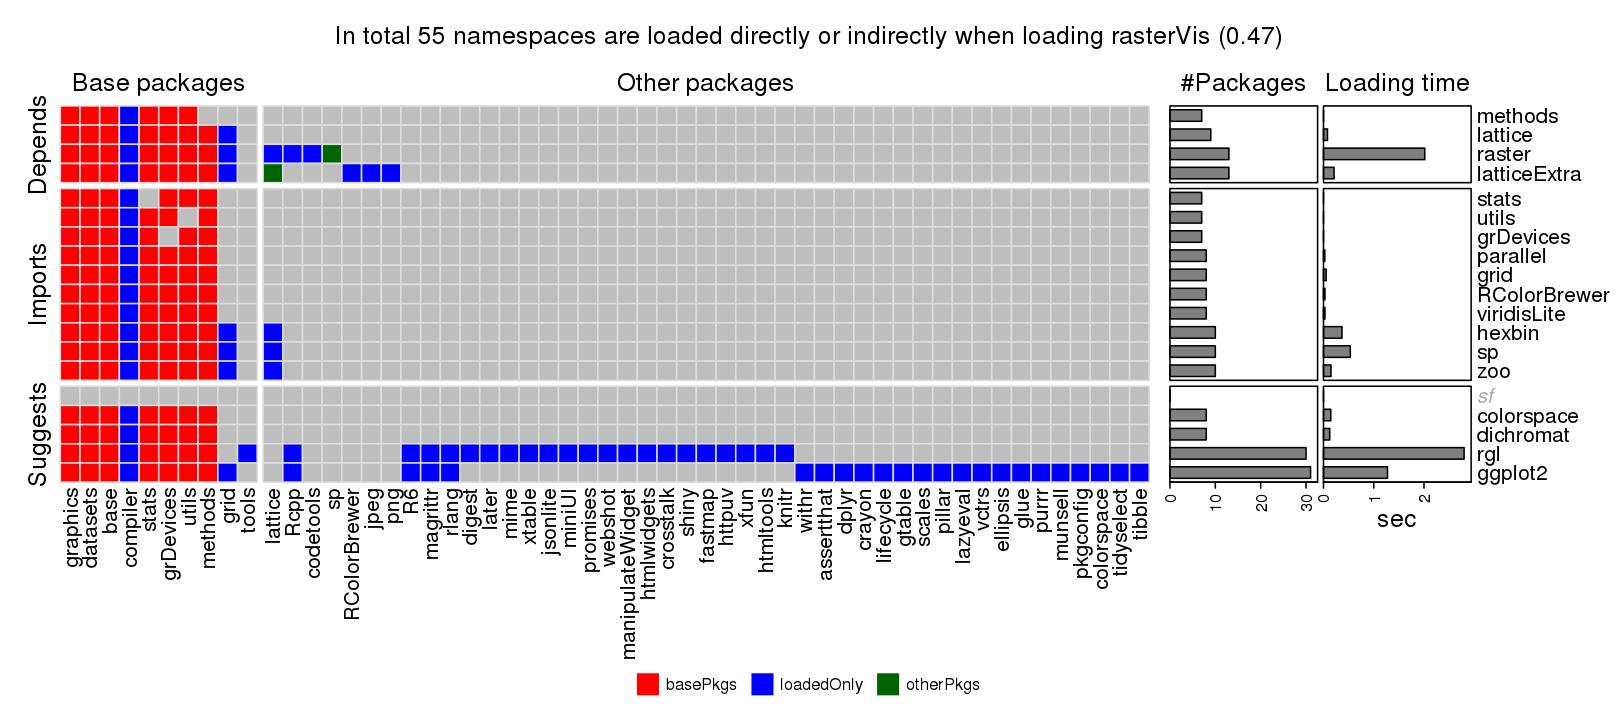 In total 55 namespaces are loaded directly or indirectly when loading rasterVis (0.47)
Base packages
Other packages
#Packages
Loading time
Depends
Imports
Suggests
methods
lattice
raster
latticeExtra
stats
utils
grDevices
parallel
grid
RColorBrewer
viridisLite
hexbin
sp
zoo
sf
colorspace
dichromat
rgl
ggplot2
graphics
datasets
base
compiler
stats
grDevices
utils
methods
grid
tools
lattice
Rcpp
codetools
sp
RColorBrewer
jpeg
png
R6
magrittr
rlang
digest
later
mime
xtable
jsonlite
miniUI
promises
webshot
manipulateWidget
htmlwidgets
crosstalk
shiny
fastmap
httpuv
xfun
htmltools
knitr
withr
assertthat
dplyr
crayon
lifecycle
gtable
scales
pillar
lazyeval
vctrs
ellipsis
glue
purrr
munsell
pkgconfig
colorspace
tidyselect
tibble
0 10 20 30
0 1 2
sec
basePkgs loadedOnly otherPkgs